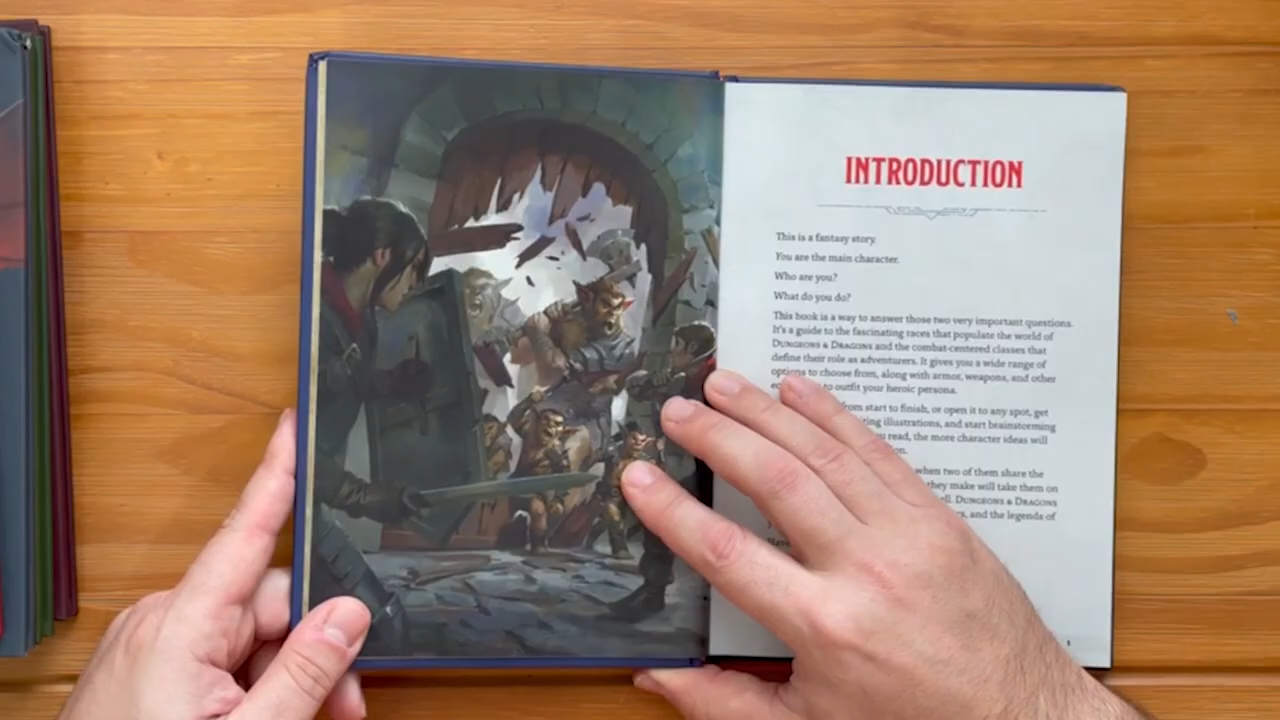 INTRODUCTION
This is a fantasy story.
You are the main character.
Who are you?
What do you do?
This book is a way to answer those two very important questions.
It's a guide to the fascinating races that populate the world of
DUNGEONS & DRAGONS and the combat-centered classes that
define their role as adventurers. It gives you a wide range of
options to choose from, along with armor, weapons, and other
to outfit your heroic persona.
from start to finish, or open it to any spot, get
illustrations, and start brainstorming
read, the more character ideas will
when two of them share the
they make will take them on
DUNGEONS & DRAGONS
and the legends of